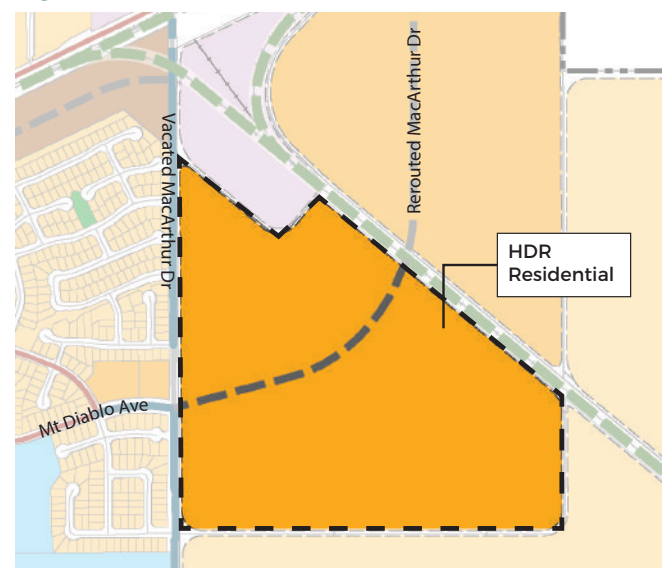 Vacated MacArthur Dr
Rerouted MacArthur Dr
HDR
Residential
Mt Diablo Ave